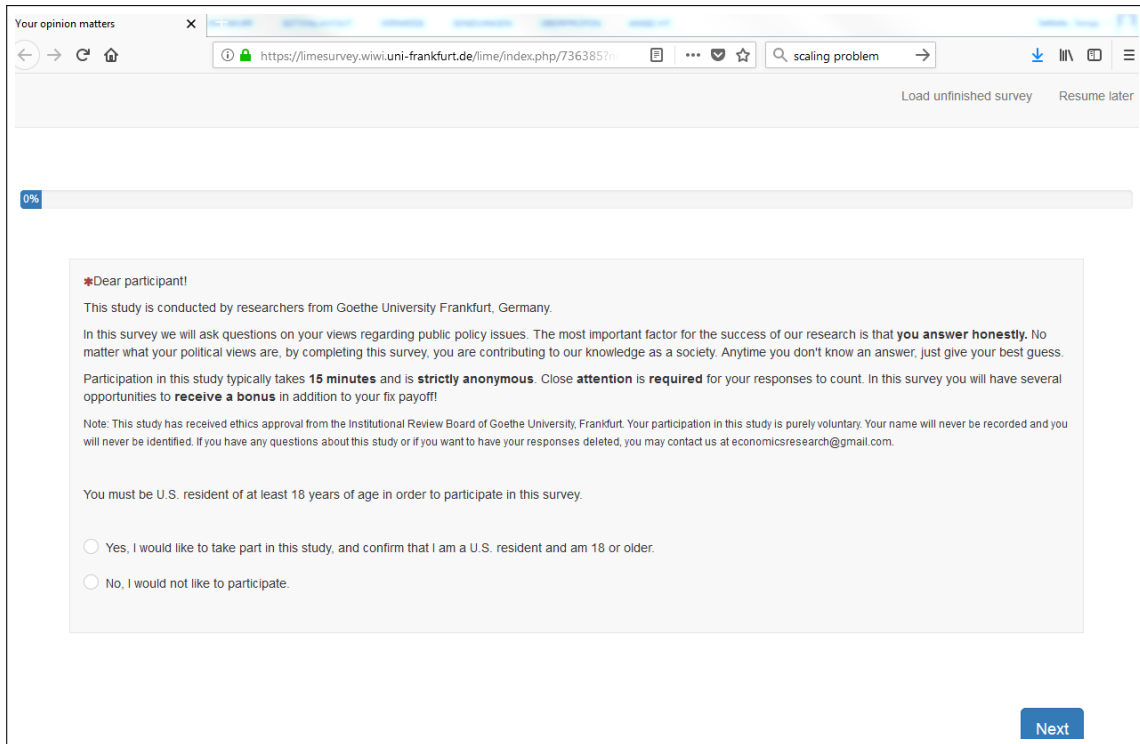 Your opinion matters
https://limesurvey.wiwi.uni-frankfurt.de/lime/index.php/736385?n
scaling problem
Load unfinished survey Resume later
0%
✱Dear participant!
This study is conducted by researchers from Goethe University Frankfurt, Germany.
In this survey we will ask questions on your views regarding public policy issues. The most important factor for the success of our research is that you answer honestly. No
matter what your political views are, by completing this survey, you are contributing to our knowledge as a society. Anytime you don't know an answer, just give your best guess.
Participation in this study typically takes 15 minutes and is strictly anonymous. Close attention is required for your responses to count. In this survey you will have several
opportunities to receive a bonus in addition to your fix payoff!
Note: This study has received ethics approval from the Institutional Review Board of Goethe University, Frankfurt. Your participation in this study is purely voluntary. Your name will never be recorded and you
will never be identified. If you have any questions about this study or if you want to have your responses deleted, you may contact us at economicsresearch@gmail.com.
You must be U.S. resident of at least 18 years of age in order to participate in this survey.
Yes, I would like to take part in this study, and confirm that I am a U.S. resident and am 18 or older.
No, I would not like to participate.
Next